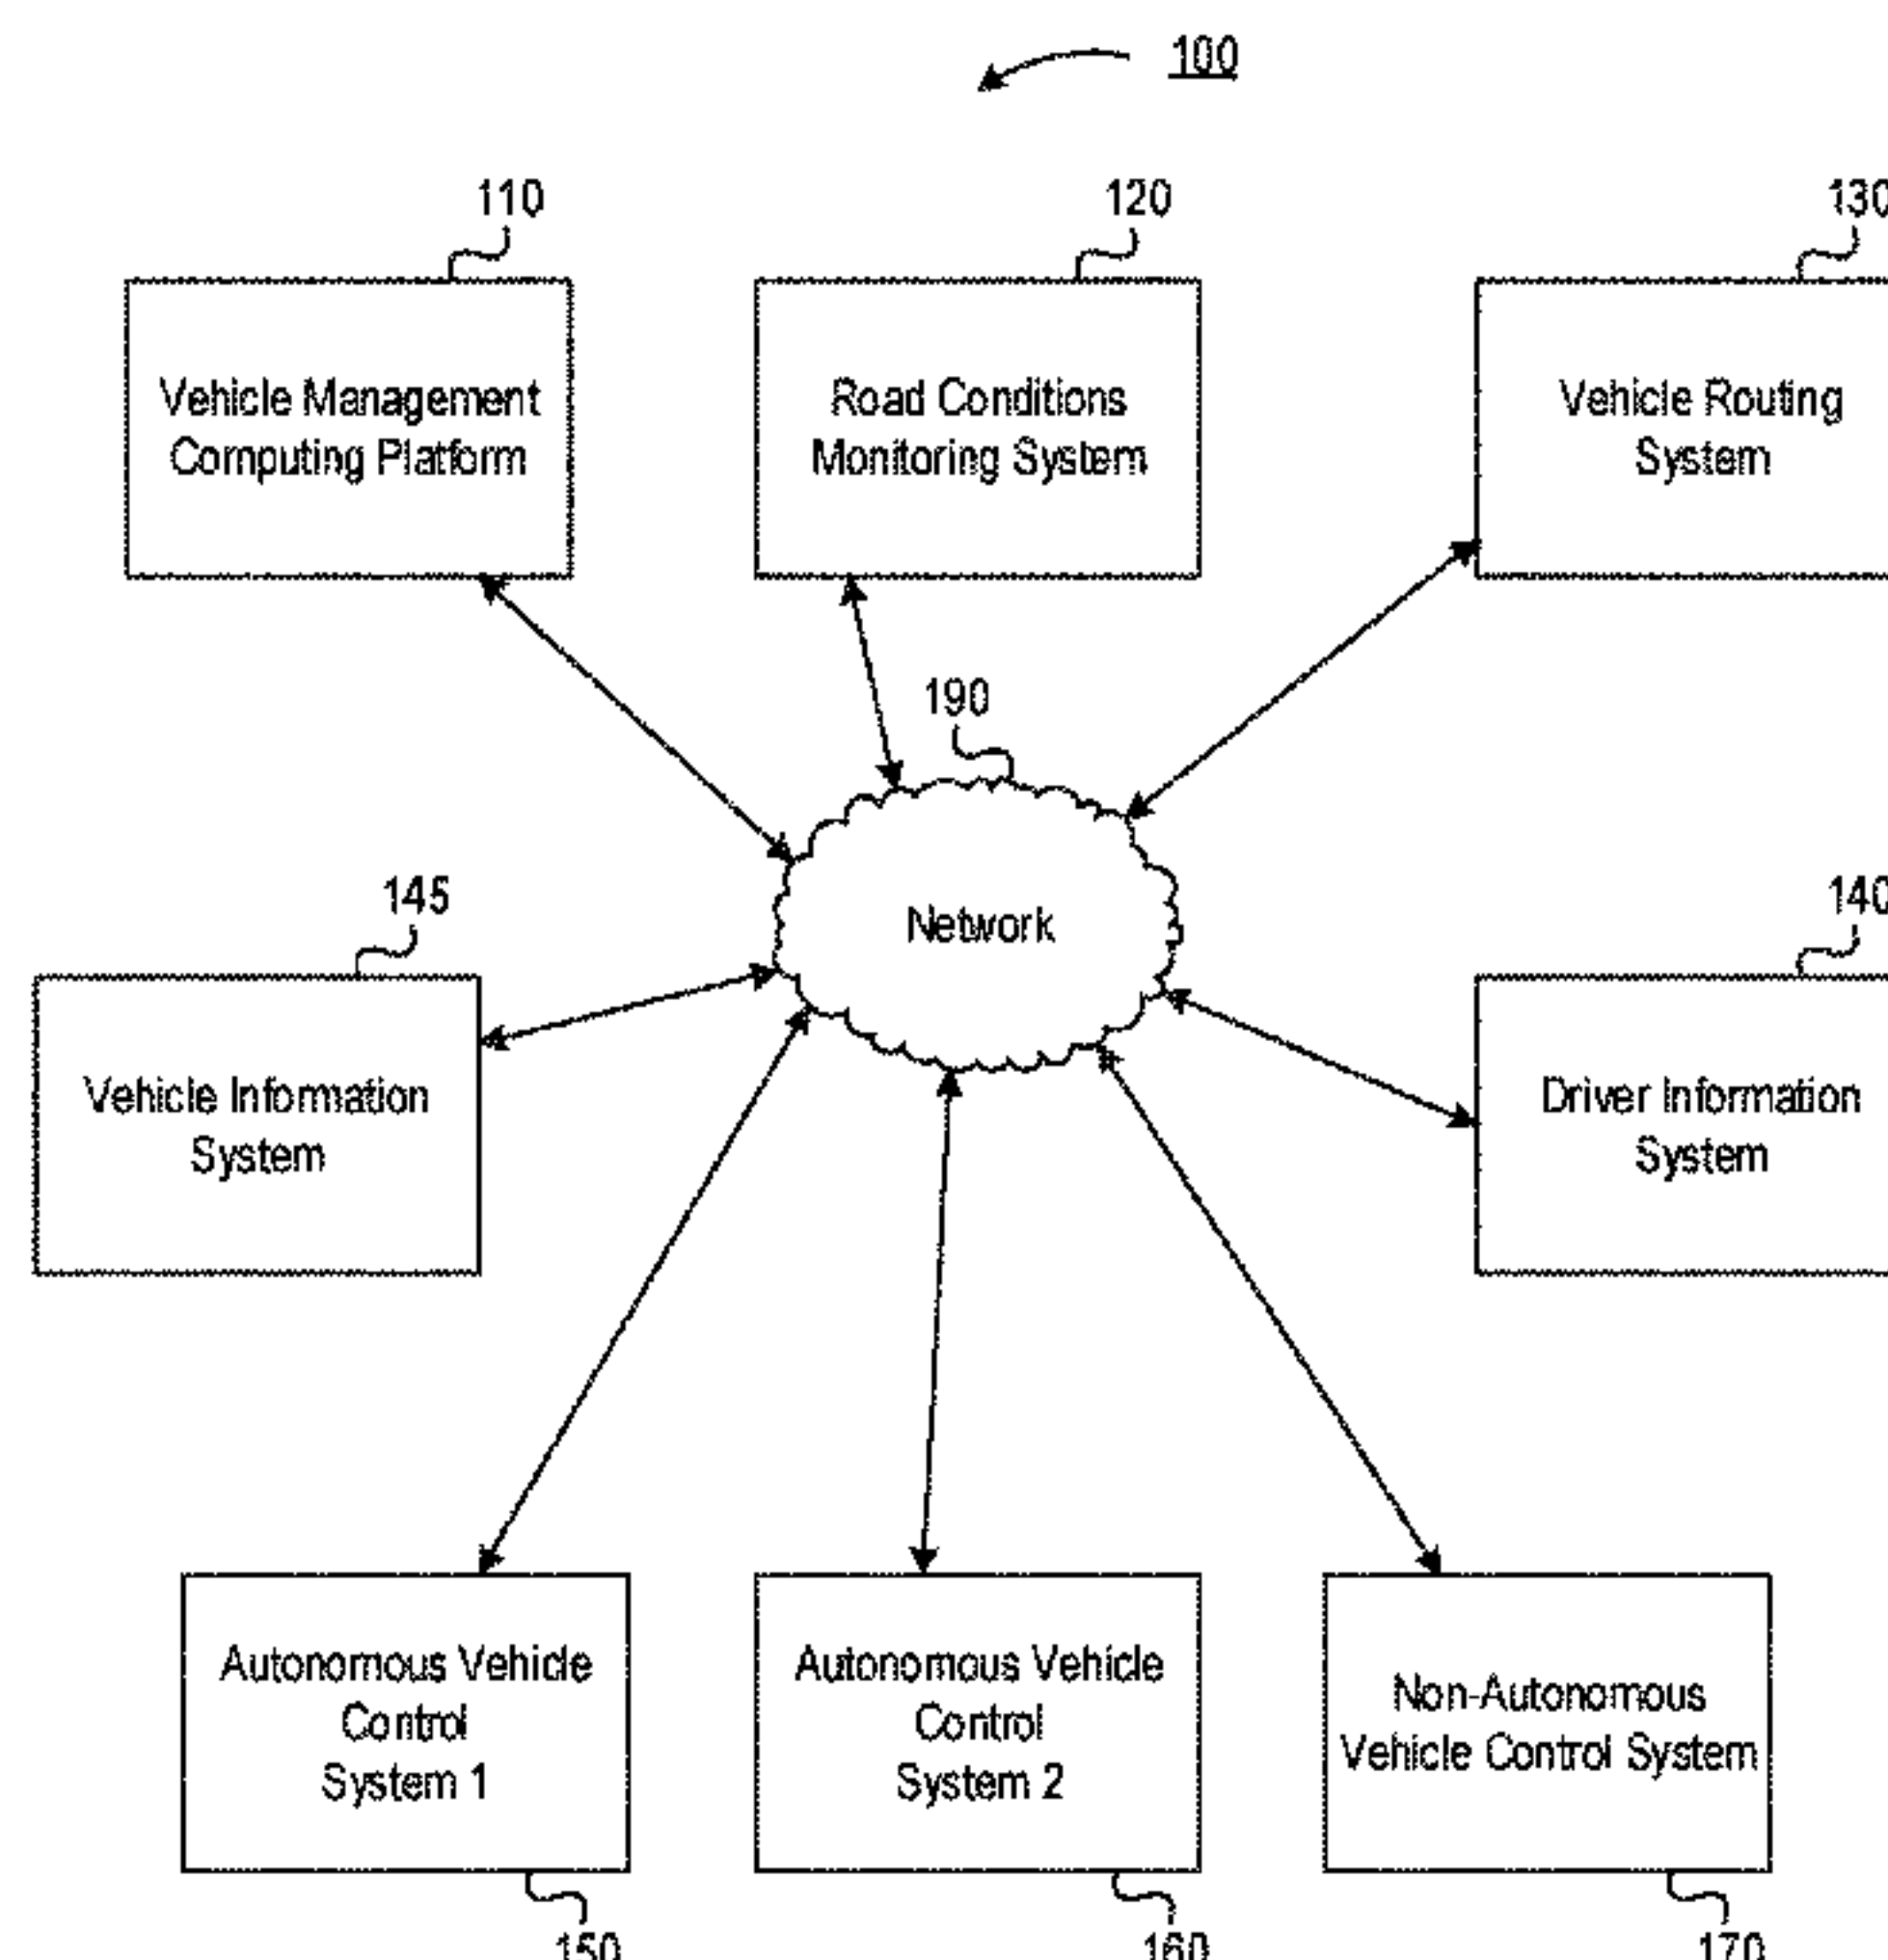 100
110
120
130
Vehicle Management
Computing Platform
Road Conditions
Monitoring System
Vehicle Routing
System
190
145
140
Network
Vehicle Information
System
Driver Information
System
Autonomous Vehicle
Control
System 1
Autonomous Vehicle
Control
System 2
Non-Autonomous
Vehicle Control System
150
160
170